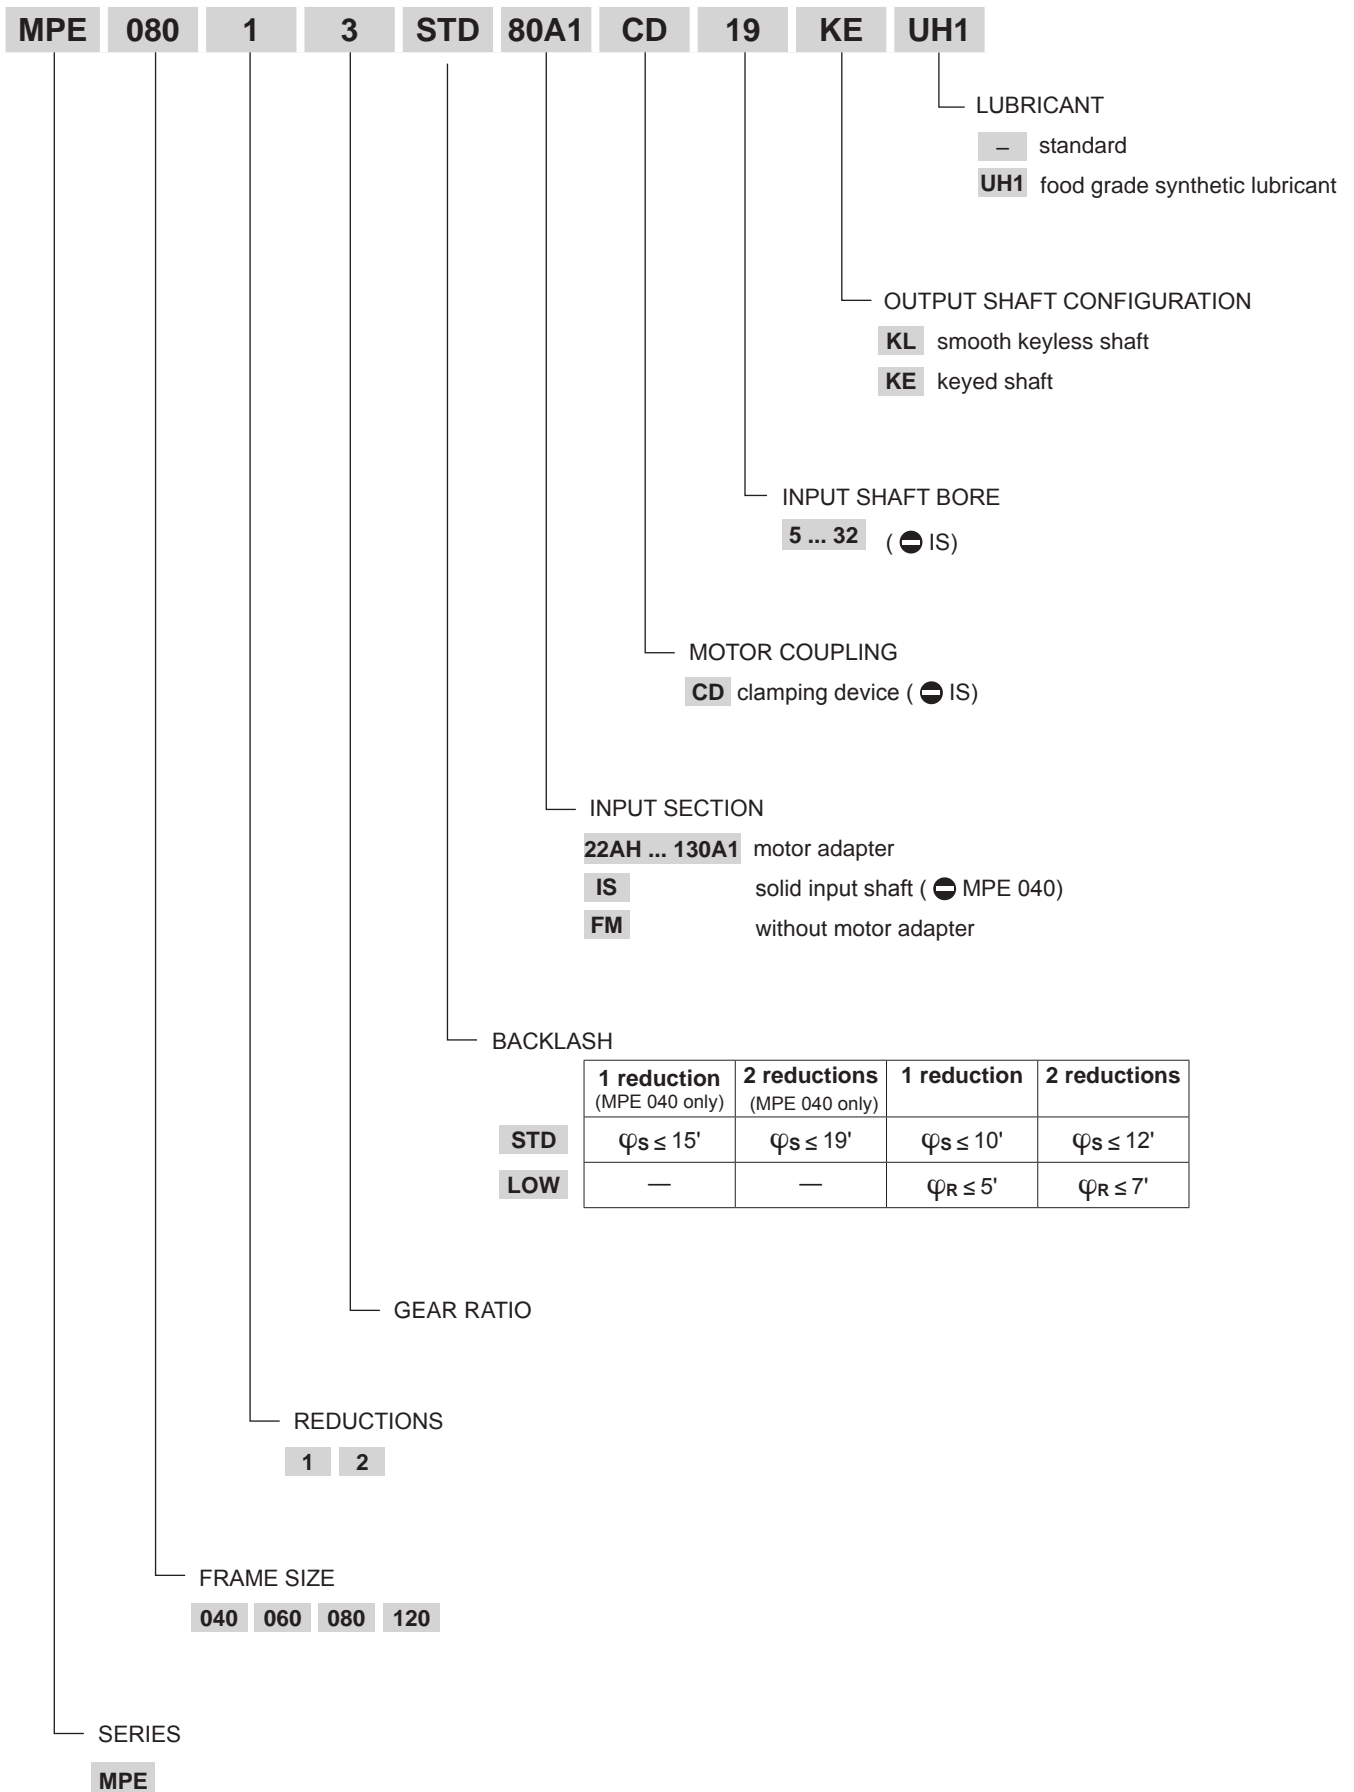 MPE 080 1 3 STD 80A1 CD 19 KE UH1
LUBRICANT
– standard
UH1 food grade synthetic lubricant
OUTPUT SHAFT CONFIGURATION
KL smooth keyless shaft
KE keyed shaft
INPUT SHAFT BORE
5 ... 32 ( ⛔ IS)
MOTOR COUPLING
CD clamping device ( ⛔ IS)
INPUT SECTION
22AH ... 130A1 motor adapter
IS solid input shaft ( ⛔ MPE 040)
FM without motor adapter
BACKLASH
1 reduction 2 reductions 1 reduction 2 reductions
(MPE 040 only) (MPE 040 only)
STD φS ≤ 15' φS ≤ 19' φS ≤ 10' φS ≤ 12'
LOW — — φR ≤ 5' φR ≤ 7'
GEAR RATIO
REDUCTIONS
1 2
FRAME SIZE
040 060 080 120
SERIES
MPE